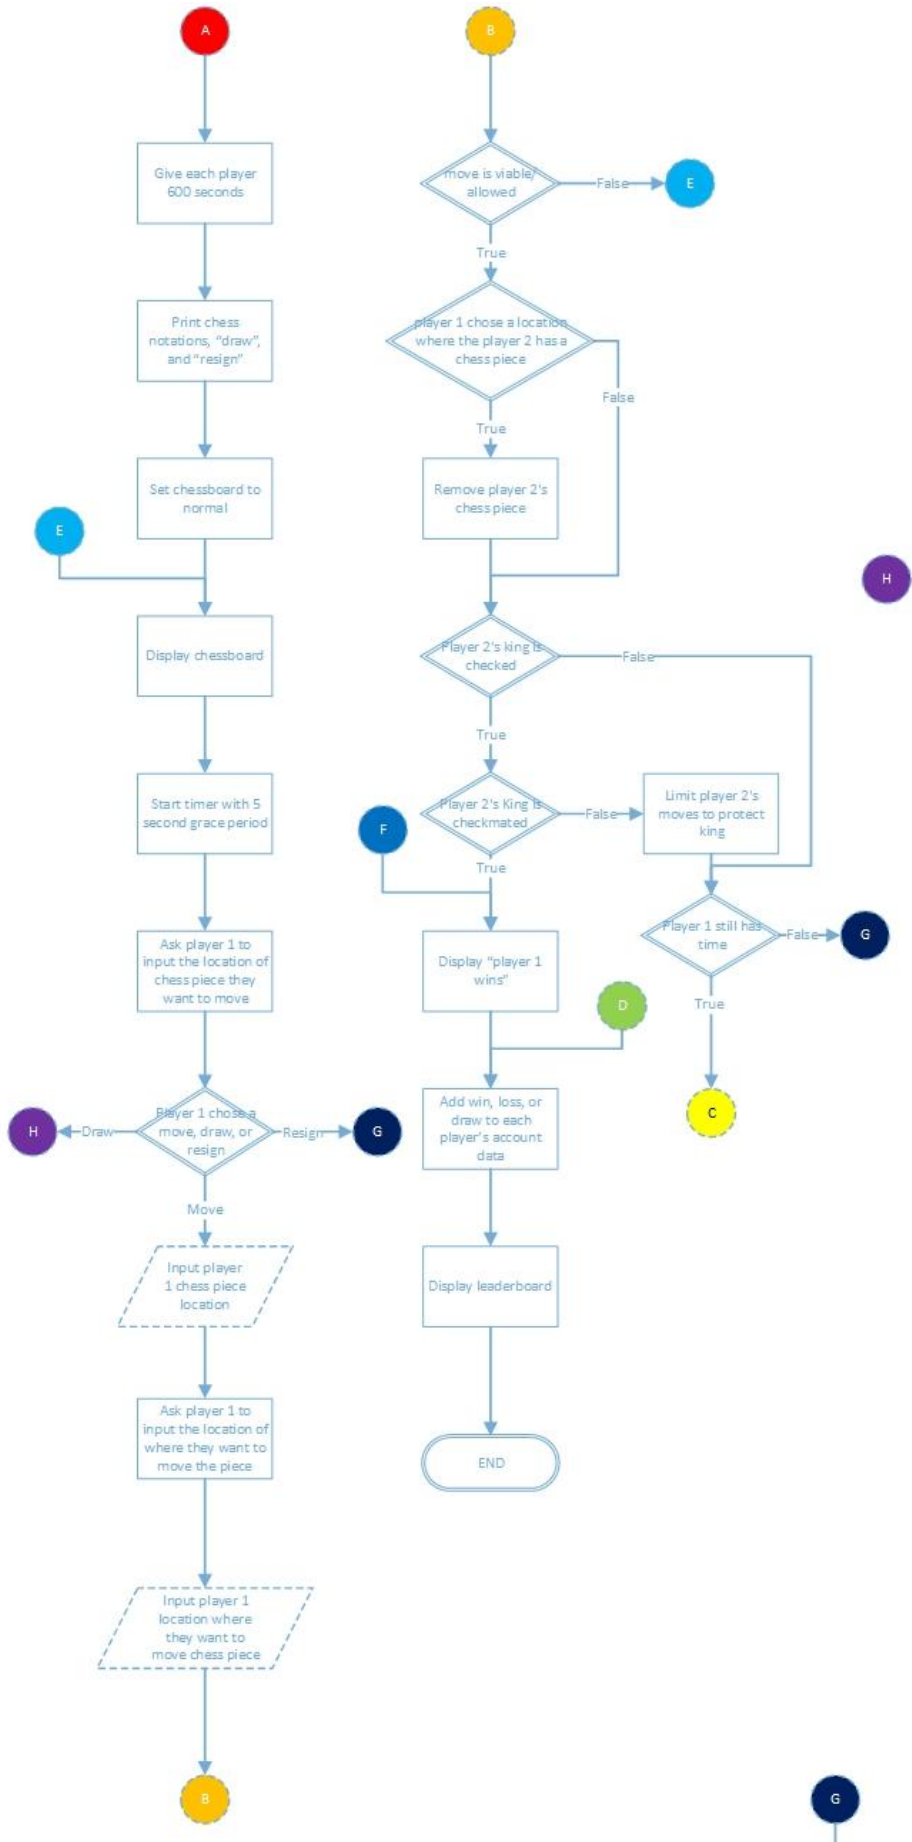 A
Give each player
600 seconds
Print chess
notations, "draw",
and "resign"
Set chessboard to
normal
E
Display chessboard
Start timer with 5
second grace period
Ask player 1 to
input the location of
chess piece they
want to move
Player 1 chose a
move, draw, or
resign
Draw
H
Resign
G
Move
Input player
1 chess piece
location
Ask player 1 to
input the location of
where they want to
move the piece
Input player 1
location where
they want to
move chess piece
B
B
move is viable/
allowed
False
E
True
player 1 chose a location
where the player 2 has a
chess piece
False
True
Remove player 2's
chess piece
Player 2's king is
checked
False
True
Player 2's King is
checkmated
False
Limit player 2's
moves to protect
king
F
True
Player 1 still has
time
False
G
True
C
Display "player 1
wins"
D
Add win, loss, or
draw to each
player's account
data
Display leaderboard
END
H
G